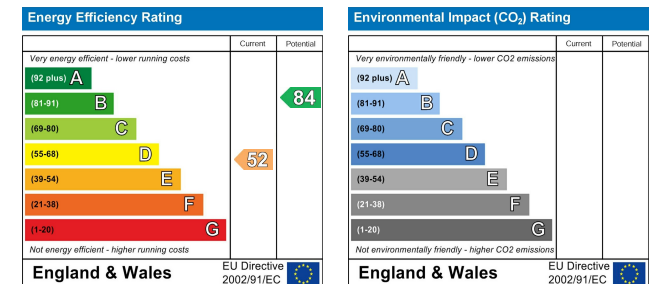 Energy Efficiency Rating
Current Potential
Very energy efficient - lower running costs
(92 plus) A
(81-91) B
84
(69-80) C
(55-68) D
52
(39-54) E
(21-38) F
(1-20) G
Not energy efficient - higher running costs
England & Wales
EU Directive
2002/91/EC
Environmental Impact (CO₂) Rating
Current Potential
Very environmentally friendly - lower CO2 emissions
(92 plus) A
(81-91) B
(69-80) C
(55-68) D
(39-54) E
(21-38) F
(1-20) G
Not environmentally friendly - higher CO2 emissions
England & Wales
EU Directive
2002/91/EC